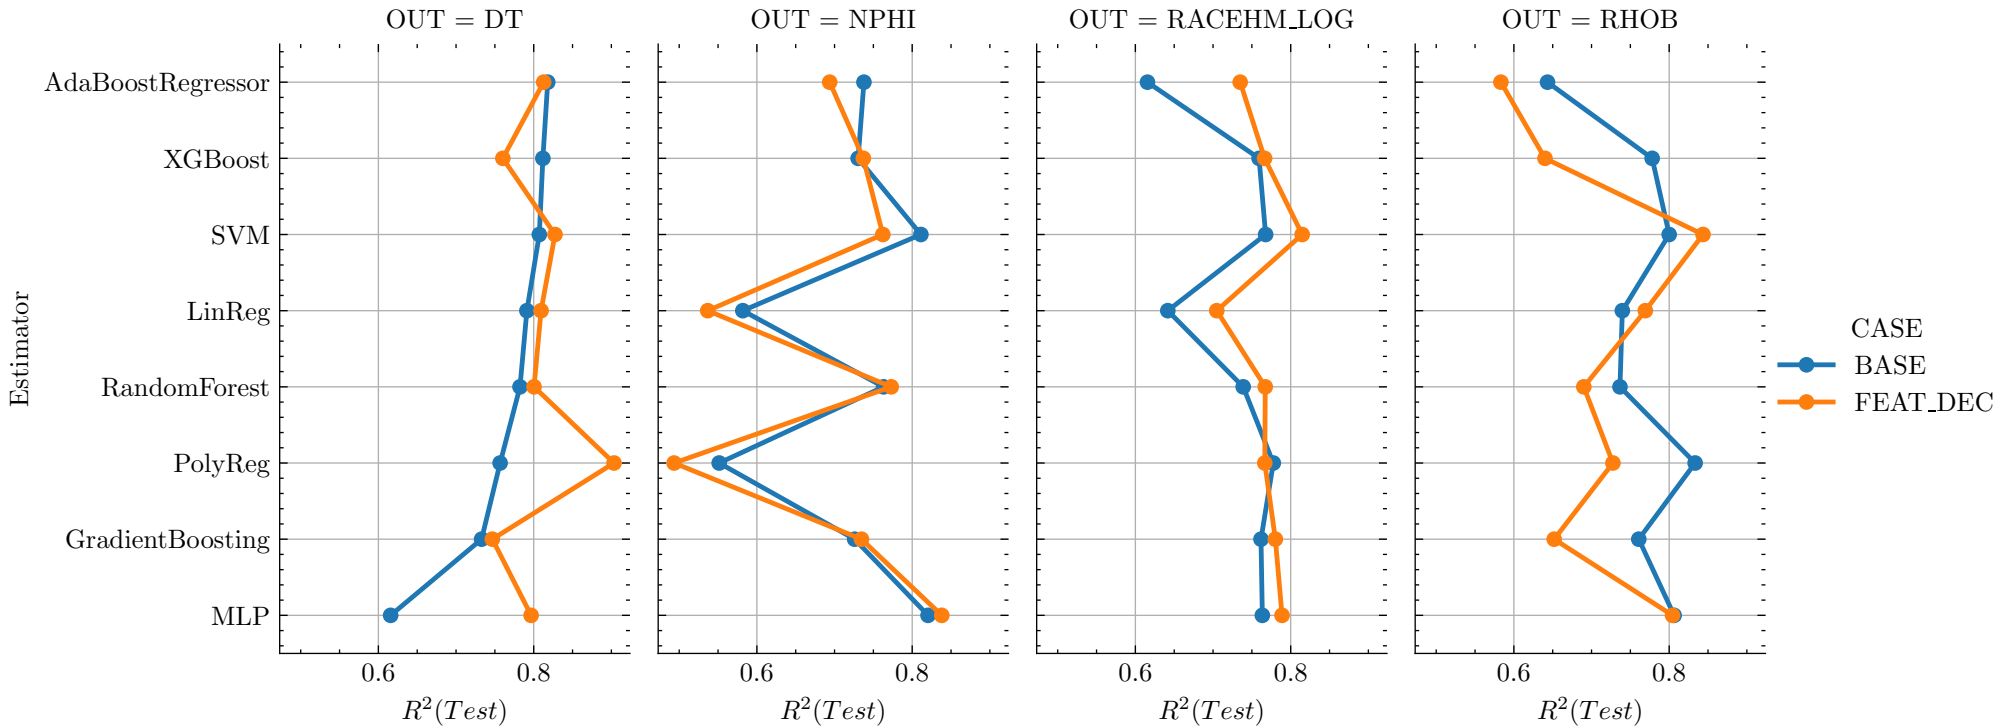 OUT = DT
OUT = NPHI
OUT = RACEHM_LOG
OUT = RHOB
Estimator
AdaBoostRegressor
XGBoost
SVM
LinReg
RandomForest
PolyReg
GradientBoosting
MLP
0.6 0.8
0.6 0.8
0.6 0.8
0.6 0.8
R²(Test)
R²(Test)
R²(Test)
R²(Test)
CASE
BASE
FEAT_DEC